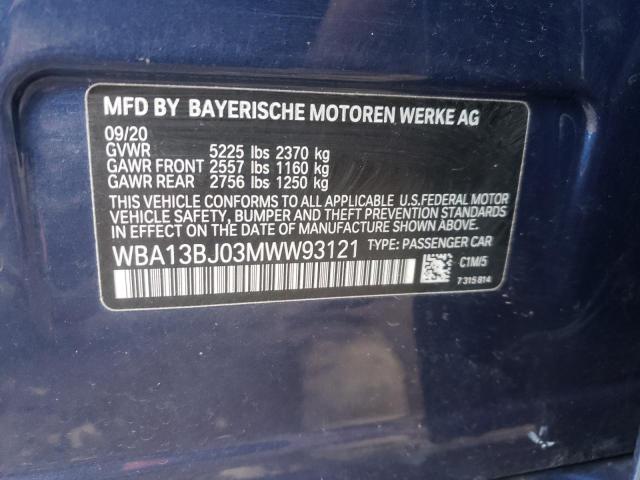 MFD BY BAYERISCHE MOTOREN WERKE AG
09/20
GVWR 5225 lbs 2370 kg
GAWR FRONT 2557 lbs 1160 kg
GAWR REAR 2756 lbs 1250 kg
THIS VEHICLE CONFORMS TO ALL APPLICABLE U.S.FEDERAL MOTOR
VEHICLE SAFETY, BUMPER AND THEFT PREVENTION STANDARDS
IN EFFECT ON THE DATE OF MANUFACTURE SHOWN ABOVE.
WBA13BJ03MWW93121 TYPE: PASSENGER CAR
C1M/5
7315814